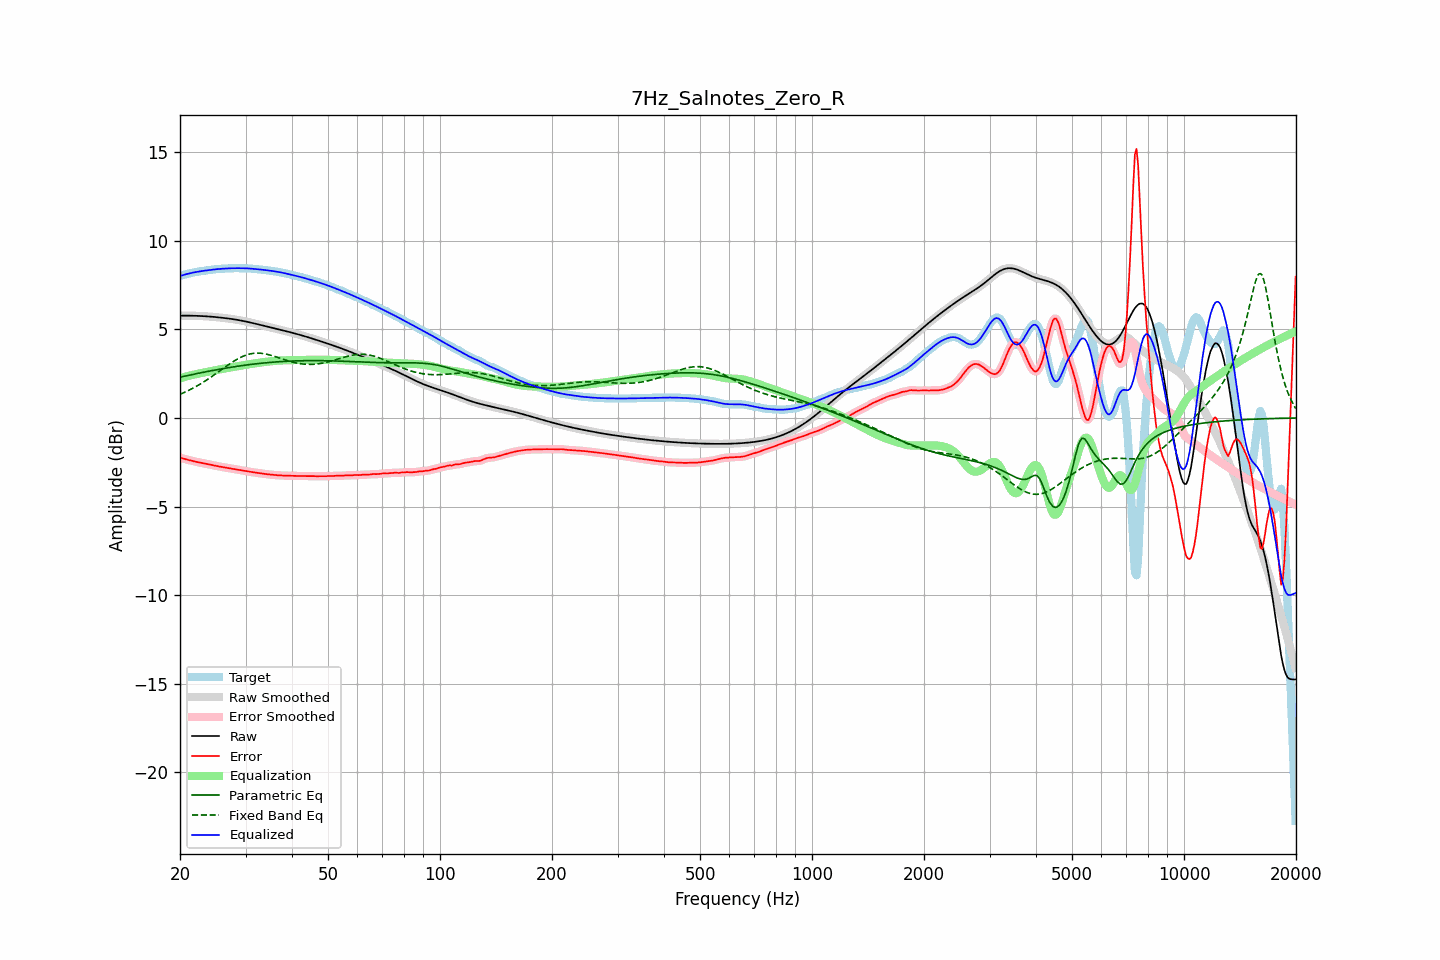 7Hz_Salnotes_Zero_R
Amplitude (dBr)
15
10
5
0
−5
−10
−15
−20
Target
Raw Smoothed
Error Smoothed
Raw
Error
Equalization
Parametric Eq
Fixed Band Eq
Equalized
20 50 100 200 500 1000 2000 5000 10000 20000
Frequency (Hz)